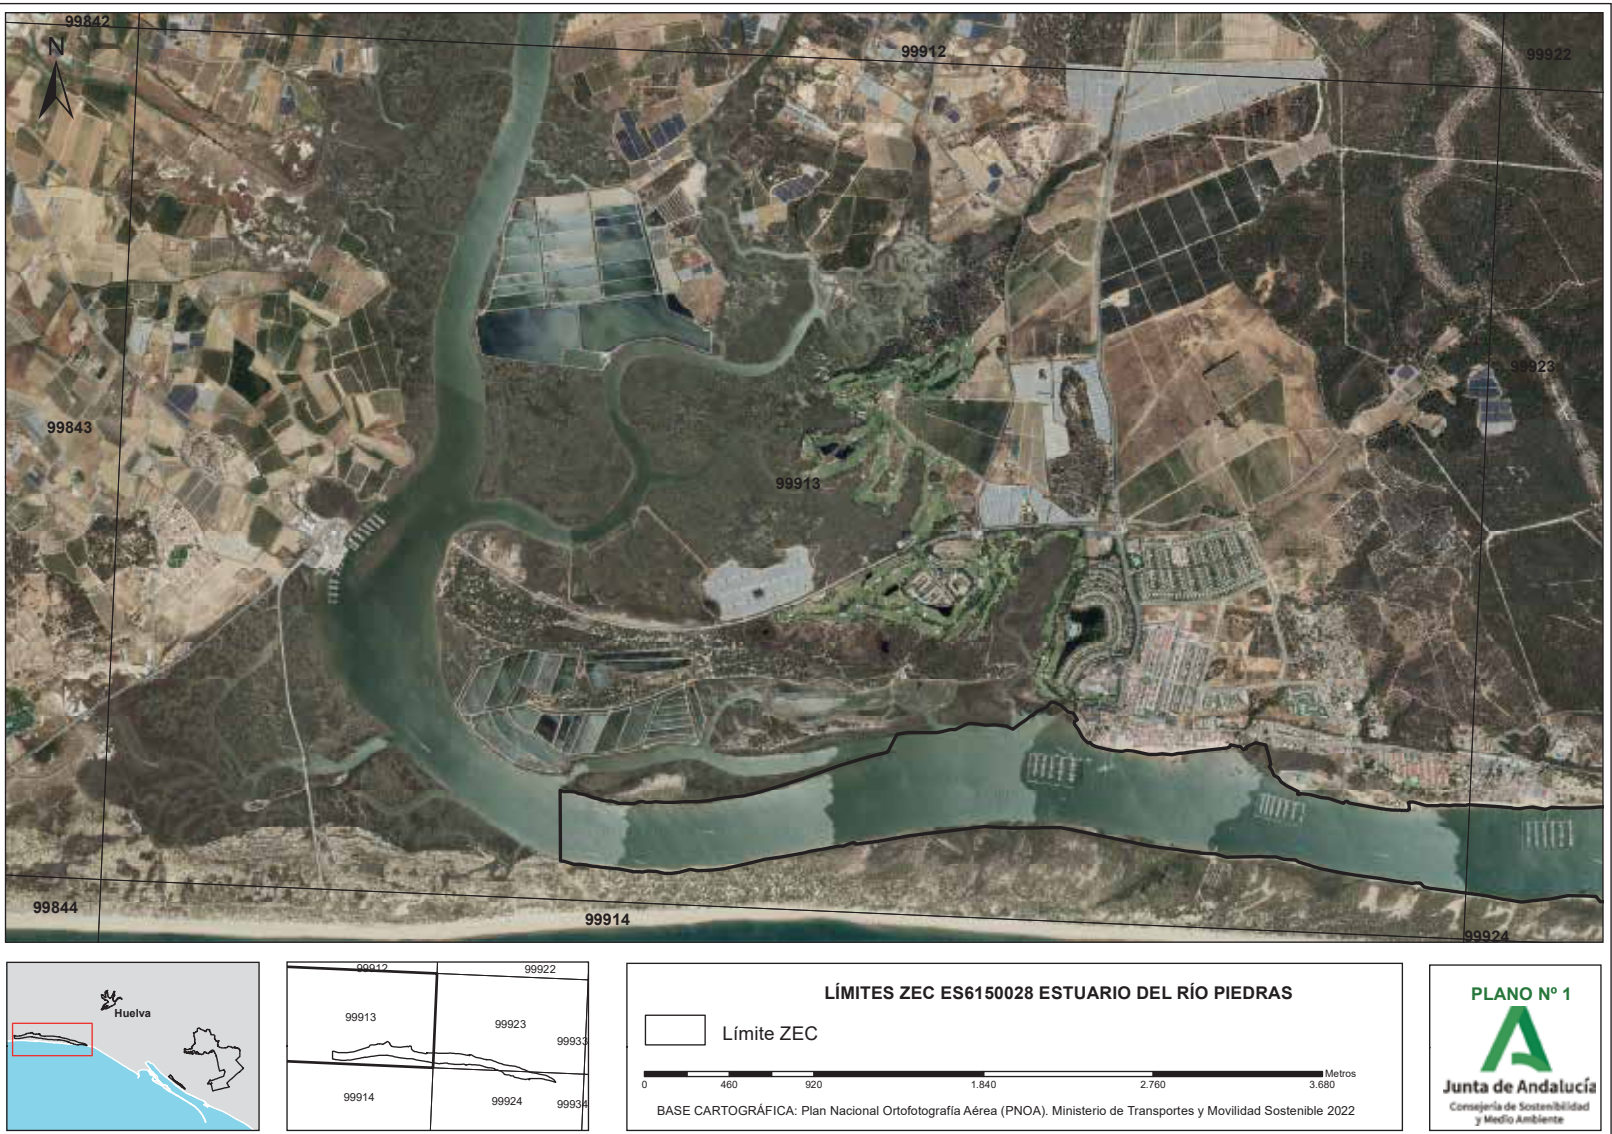 99842
N
99912
99922
99923
99843
99913
99844
99914
99924
Huelva
99912
99922
99913
99923
99933
99914
99924
99934
LÍMITES ZEC ES6150028 ESTUARIO DEL RÍO PIEDRAS
Límite ZEC
Metros
0 460 920 1.840 2.760 3.680
BASE CARTOGRÁFICA: Plan Nacional Ortofotografía Aérea (PNOA). Ministerio de Transportes y Movilidad Sostenible 2022
PLANO Nº 1
Junta de Andalucía
Consejería de Sostenibilidad
y Medio Ambiente